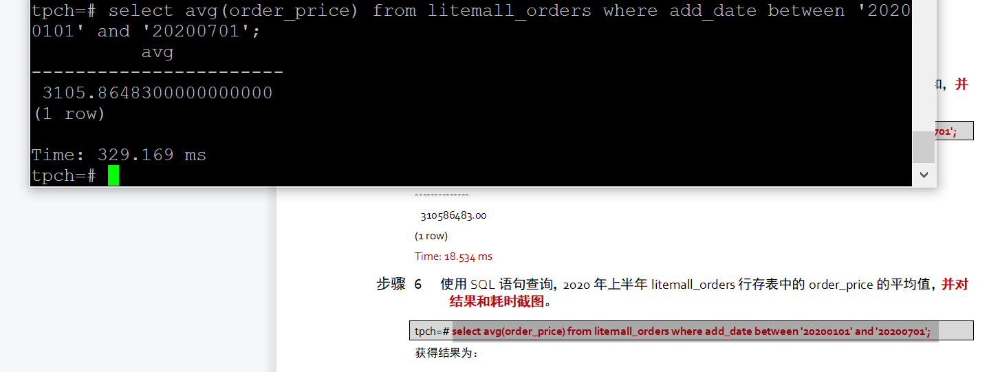 tpch=# select avg(order_price) from litemall_orders where add_date between '2020
0101' and '20200701';
avg
-----------------------
3105.8648300000000000
(1 row)
Time: 329.169 ms
tpch=#
和，并
701';
--------------
310586483.00
(1 row)
Time: 18.534 ms
步骤 6 使用 SQL 语句查询，2020 年上半年 litemall_orders 行存表中的 order_price 的平均值，并对
结果和耗时截图。
tpch=# select avg(order_price) from litemall_orders where add_date between '20200101' and '20200701';
获得结果为：